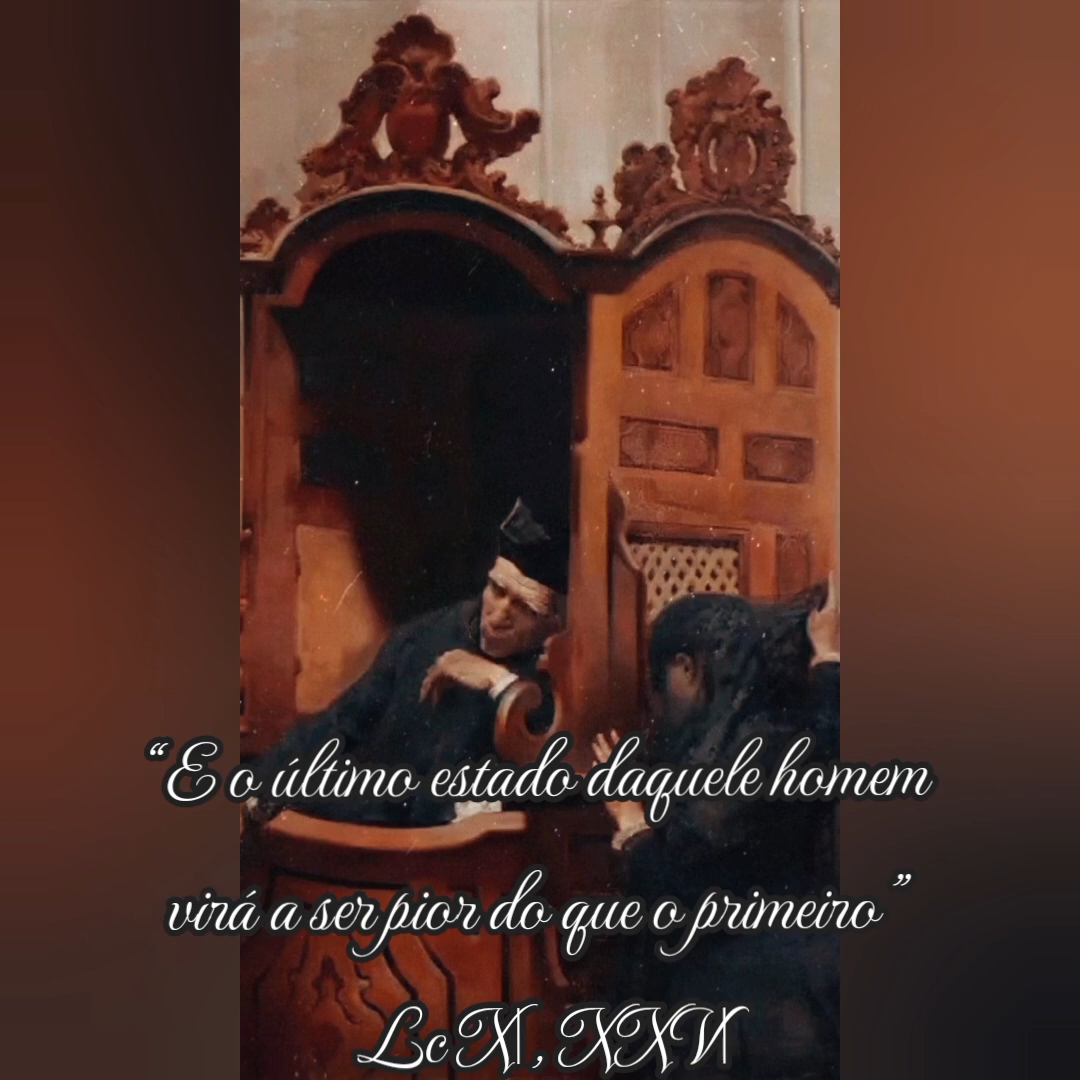 “E o último estado daquele homem
virá a ser pior do que o primeiro”
Lc XI, XXVI